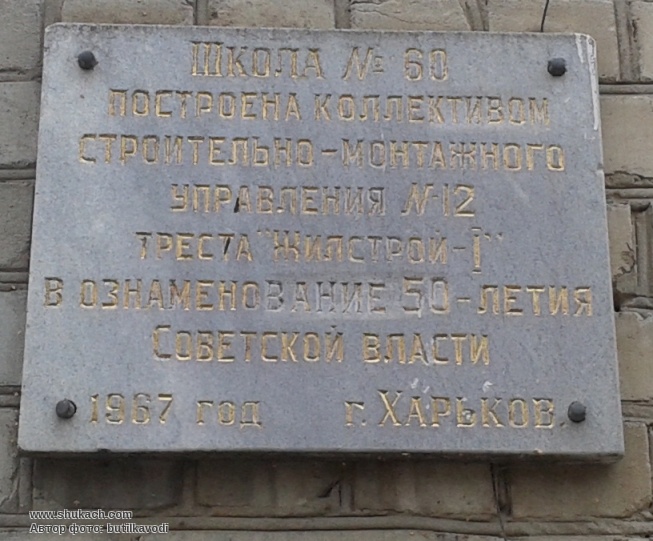 Школа № 60
построена коллективом
строительно-монтажного
управления №12
треста "Жилстрой-I"
в ознаменование 50-летия
Советской власти
1967 год г. Харьков.
www.shukach.com
Автор фото: butilkavodi